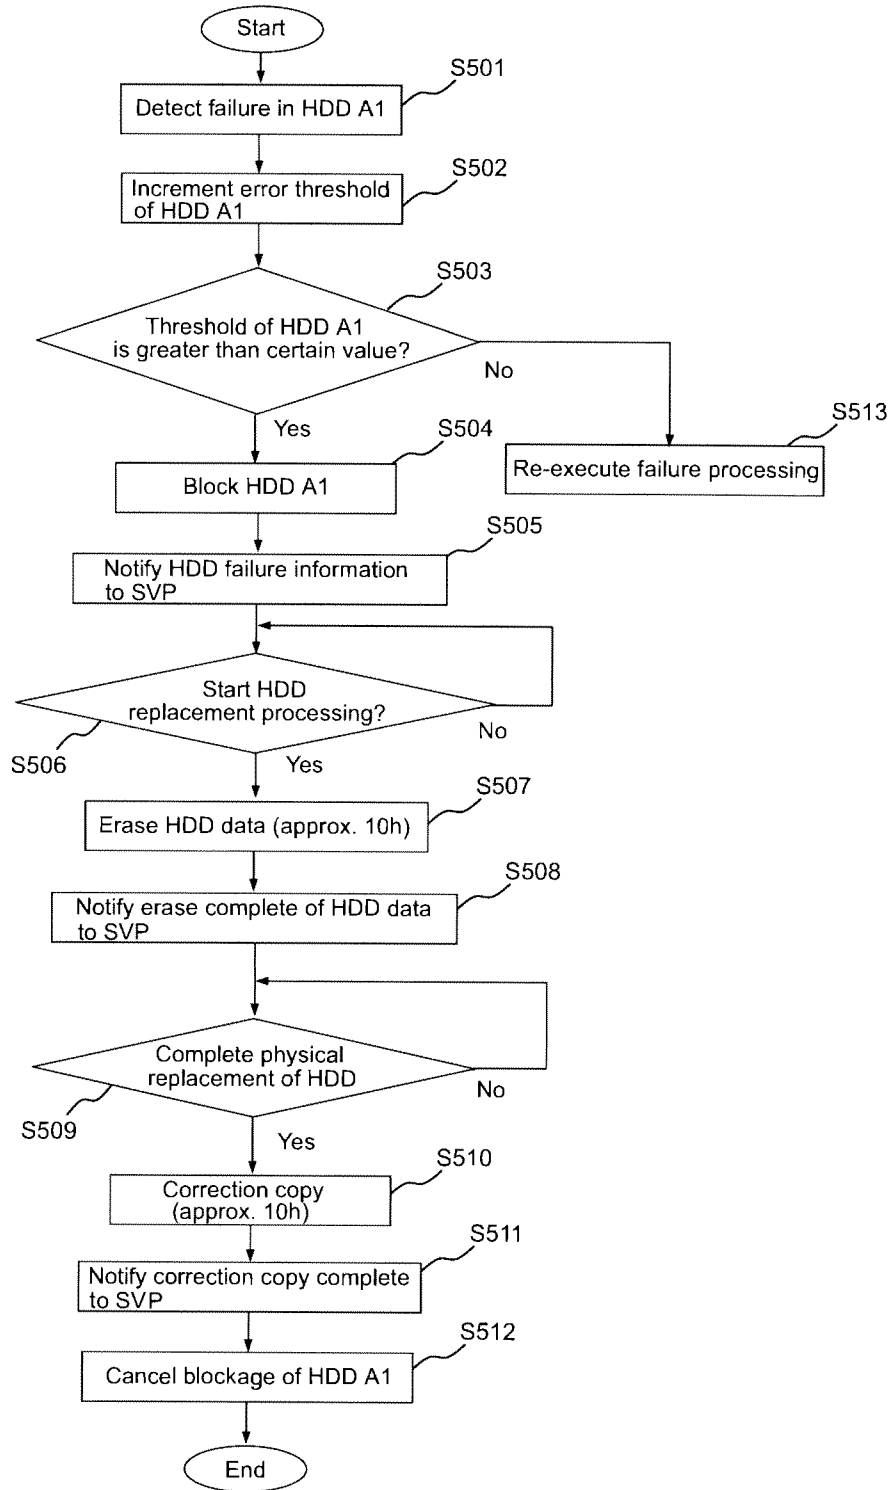 Start
S501
Detect failure in HDD A1
S502
Increment error threshold
of HDD A1
S503
Threshold of HDD A1
is greater than certain value?
No
Yes
S504
S513
Block HDD A1
Re-execute failure processing
S505
Notify HDD failure information
to SVP
Start HDD
replacement processing?
No
S506
Yes
S507
Erase HDD data (approx. 10h)
S508
Notify erase complete of HDD data
to SVP
Complete physical
replacement of HDD
No
S509
Yes
S510
Correction copy
(approx. 10h)
S511
Notify correction copy complete
to SVP
S512
Cancel blockage of HDD A1
End